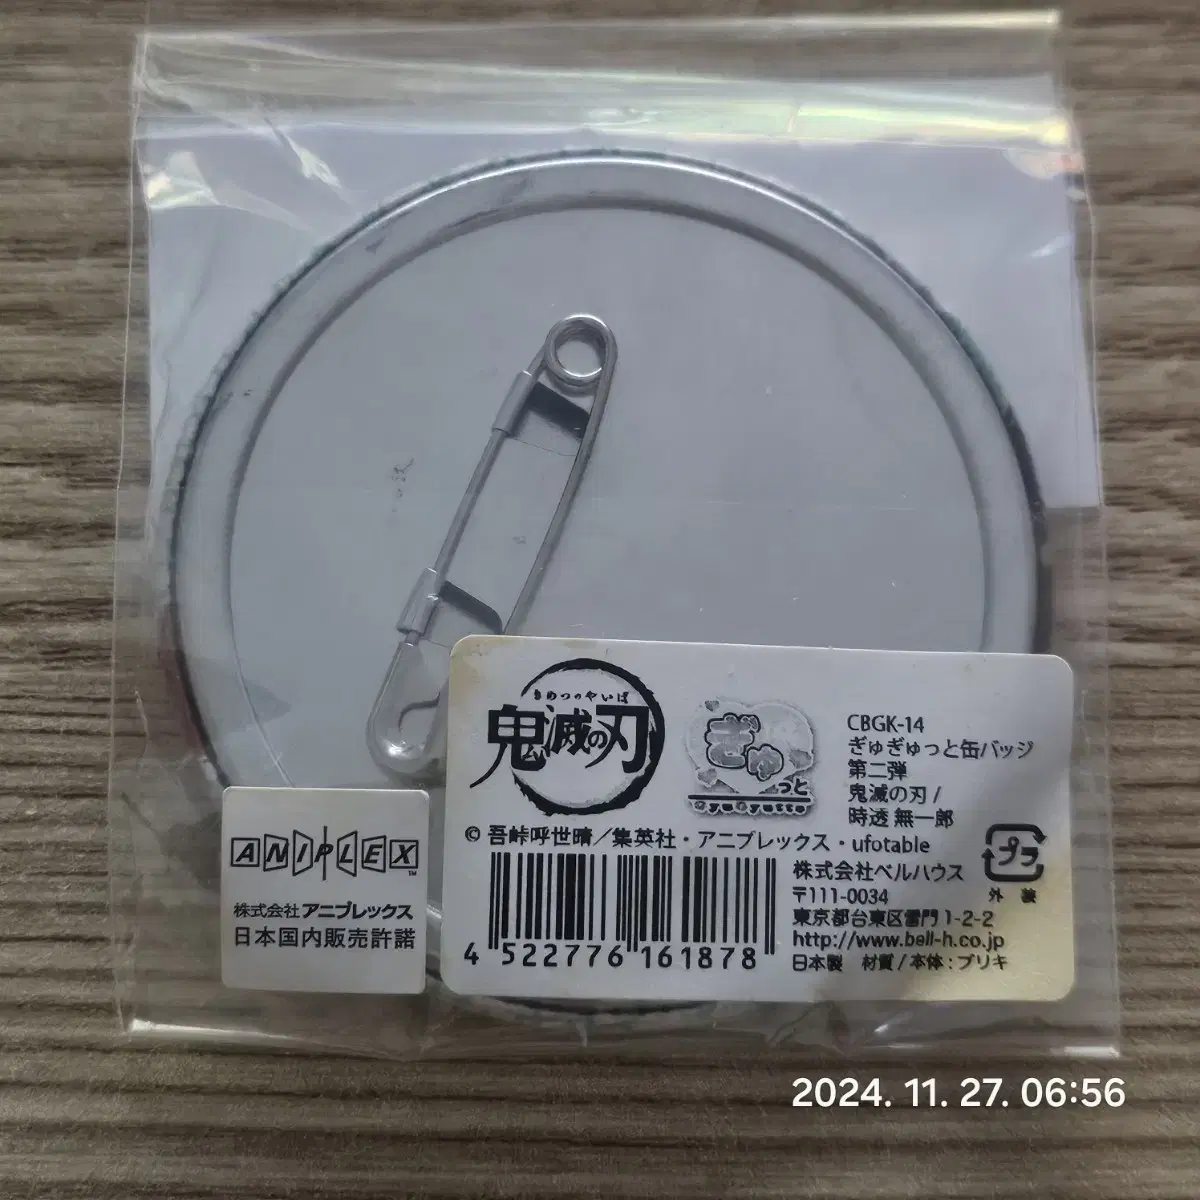 きめつのやいば
鬼滅の刃
ぎゅ
っと
GyuGyutto
CBGK-14
ぎゅぎゅっと缶バッジ
第二弾
鬼滅の刃 /
時透 無一郎
© 吾峠呼世晴／集英社・アニプレックス・ufotable
株式会社ベルハウス
〒111-0034
東京都台東区雷門1-2-2
http://www.bell-h.co.jp
日本製　材質 / 本体 : ブリキ
プラ
外装
4 522776 161878
ANIPLEX™
株式会社 アニプレックス
日本国内販売許諾
2024. 11. 27. 06:56